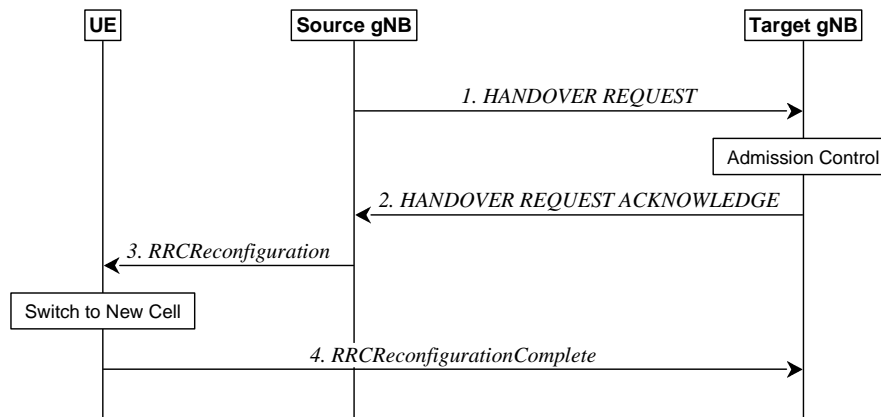 UE
Source gNB
Target gNB
1. HANDOVER REQUEST
Admission Control
2. HANDOVER REQUEST ACKNOWLEDGE
3. RRCReconfiguration
Switch to New Cell
4. RRCReconfigurationComplete